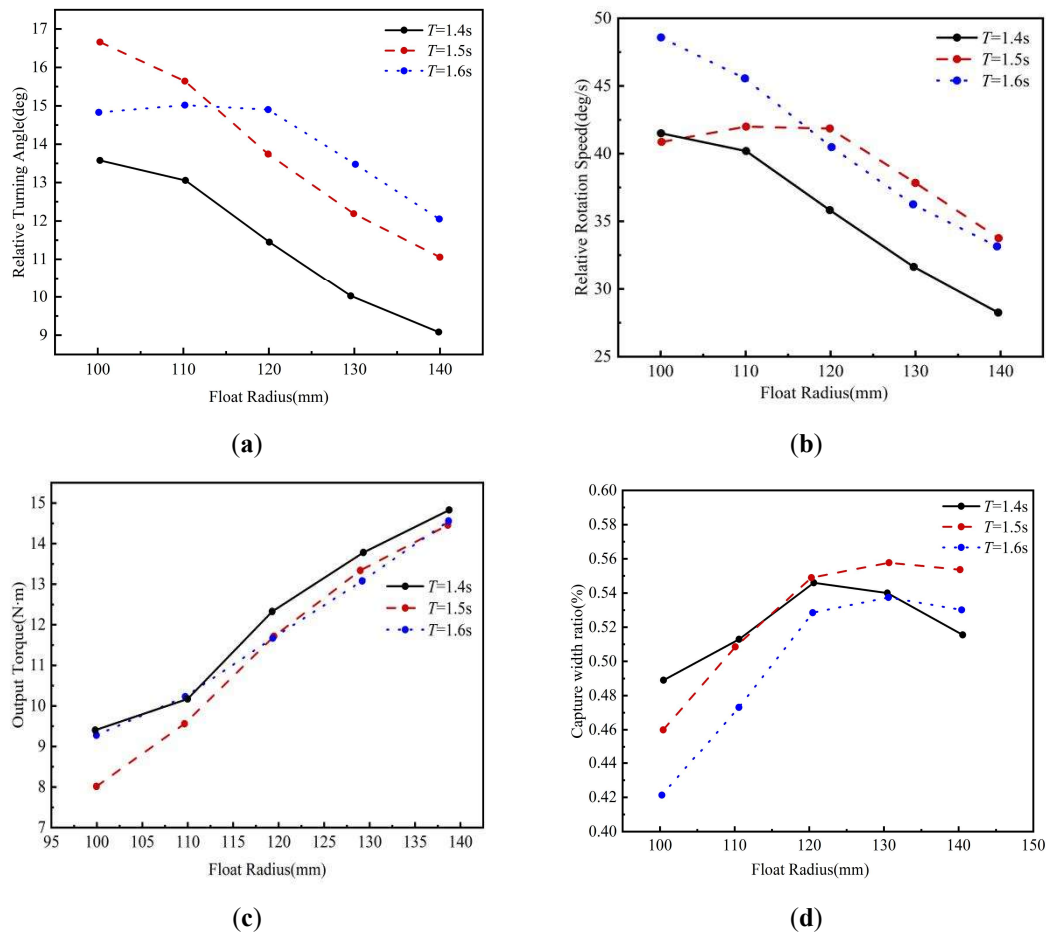 17
16
15
14
13
12
11
10
9
Relative Turning Angle(deg)
T=1.4s
T=1.5s
T=1.6s
100 110 120 130 140
Float Radius(mm)
(a)
50
45
40
35
30
25
Relative Rotation Speed(deg/s)
T=1.4s
T=1.5s
T=1.6s
100 110 120 130 140
Float Radius(mm)
(b)
15
14
13
12
11
10
9
8
7
Output Torque(N·m)
T=1.4s
T=1.5s
T=1.6s
95 100 105 110 115 120 125 130 135 140
Float Radius(mm)
(c)
0.60
0.58
0.56
0.54
0.52
0.50
0.48
0.46
0.44
0.42
0.40
Capture width ratio(%)
T=1.4s
T=1.5s
T=1.6s
100 110 120 130 140 150
Float Radius(mm)
(d)